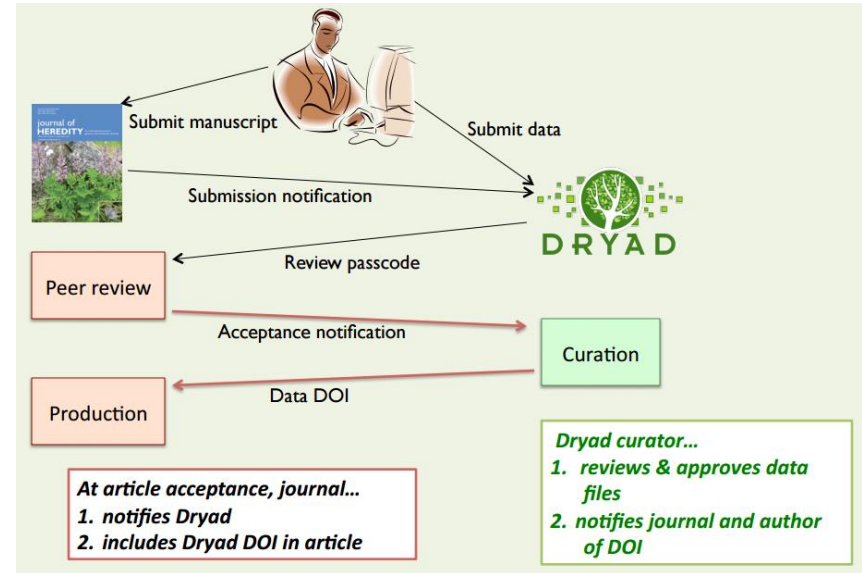 journal of
HEREDITY
Submit manuscript
Submit data
Submission notification
DRYAD
Review passcode
Peer review
Acceptance notification
Curation
Data DOI
Production
At article acceptance, journal...
1. notifies Dryad
2. includes Dryad DOI in article
Dryad curator...
1. reviews & approves data
files
2. notifies journal and author
of DOI